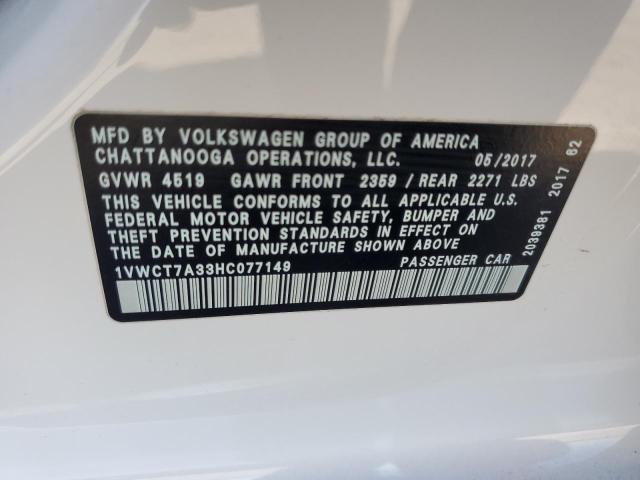 MFD BY VOLKSWAGEN GROUP OF AMERICA
CHATTANOOGA OPERATIONS, LLC. 05/2017
GVWR 4519 GAWR FRONT 2359 / REAR 2271 LBS
THIS VEHICLE CONFORMS TO ALL APPLICABLE U.S.
FEDERAL MOTOR VEHICLE SAFETY, BUMPER AND
THEFT PREVENTION STANDARDS IN EFFECT ON
THE DATE OF MANUFACTURE SHOWN ABOVE
1VWCT7A33HC077149 PASSENGER CAR
2039381 2017 62